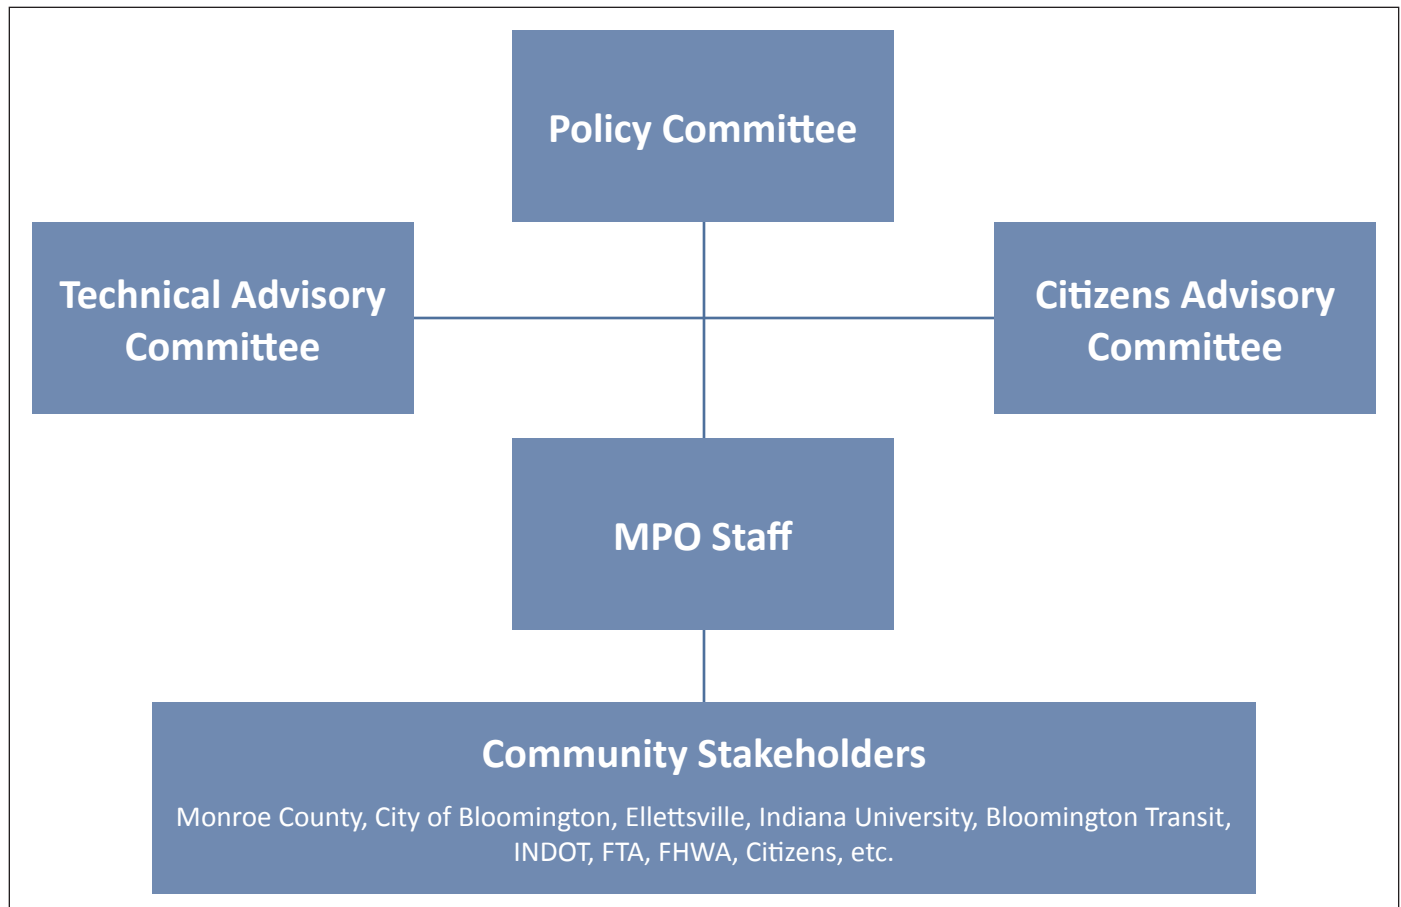 Policy Committee
Technical Advisory
Committee
Citizens Advisory
Committee
MPO Staff
Community Stakeholders
Monroe County, City of Bloomington, Ellettsville, Indiana University, Bloomington Transit,
INDOT, FTA, FHWA, Citizens, etc.